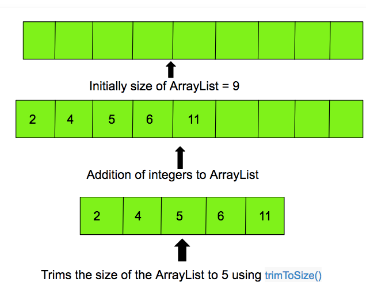 Initially size of ArrayList = 9
2 4 5 6 11
Addition of integers to ArrayList
2 4 5 6 11
Trims the size of the ArrayList to 5 using trimToSize()